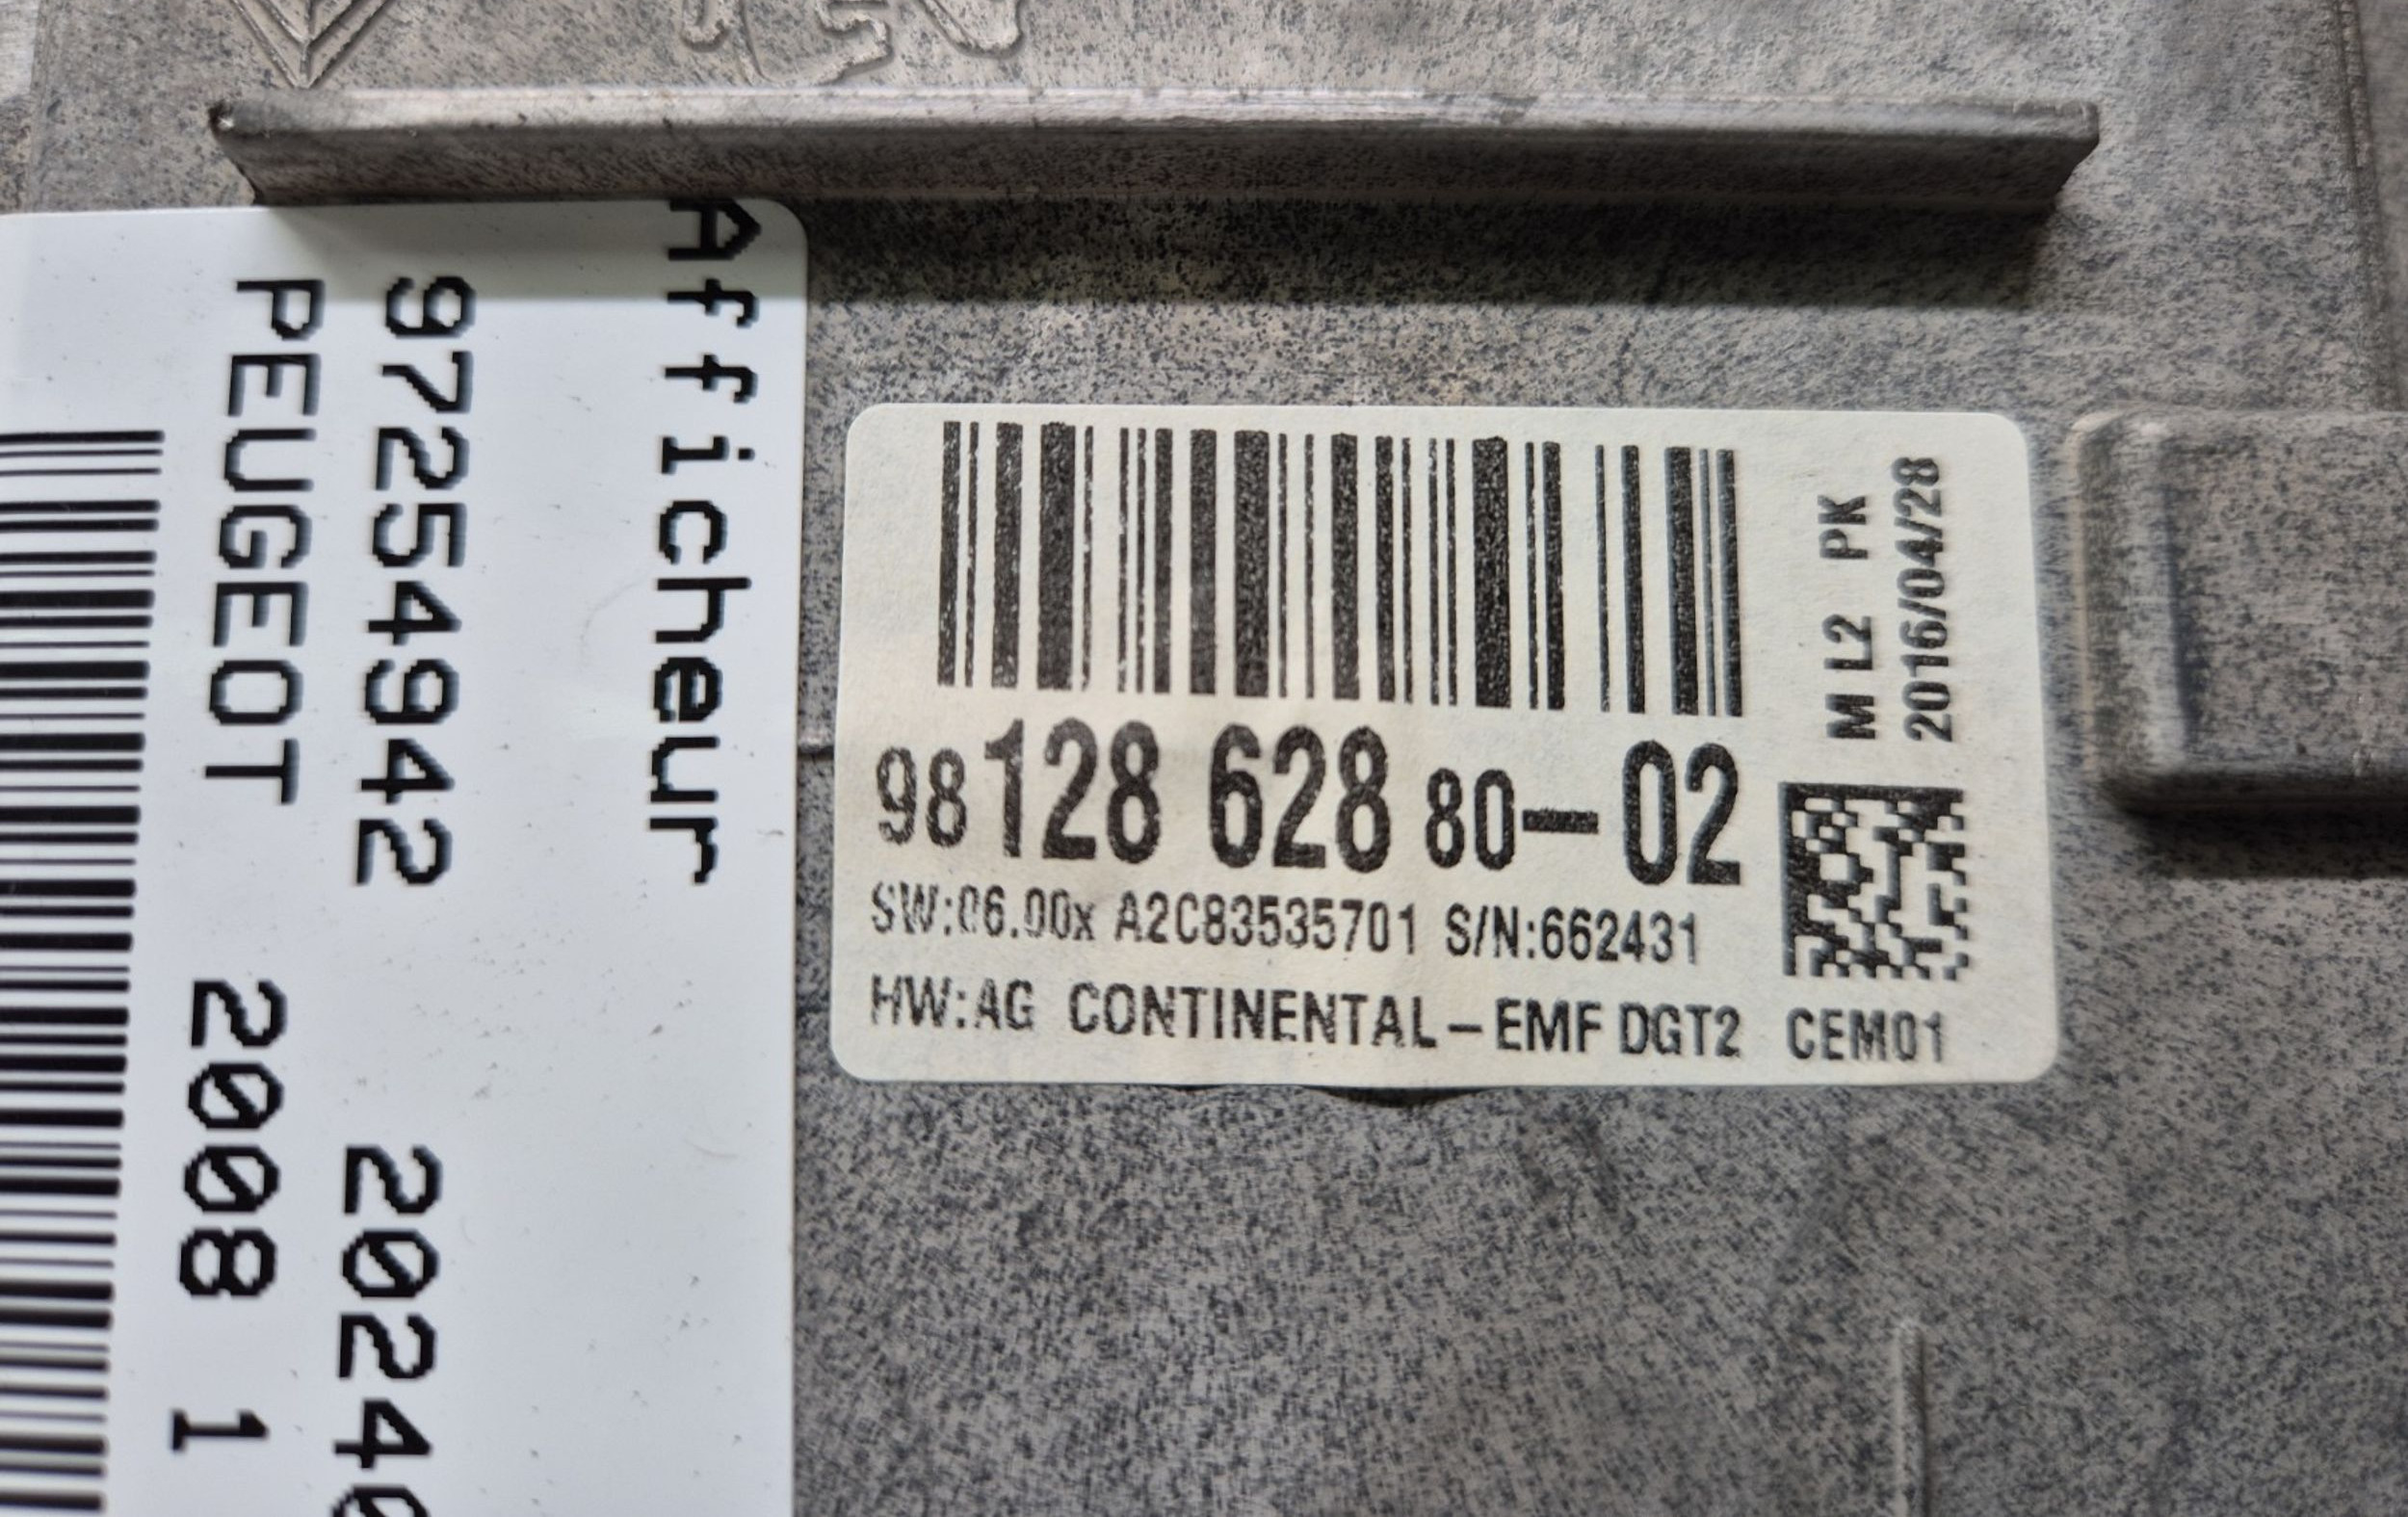 Afficheur
97254942 20240
PEUGEOT 2008 1
M L2 PK
2016/04/28
98 128 628 80-02
SW:06.00x A2C83535701 S/N:662431
HW:AG CONTINENTAL-EMF DGT2 CEM01